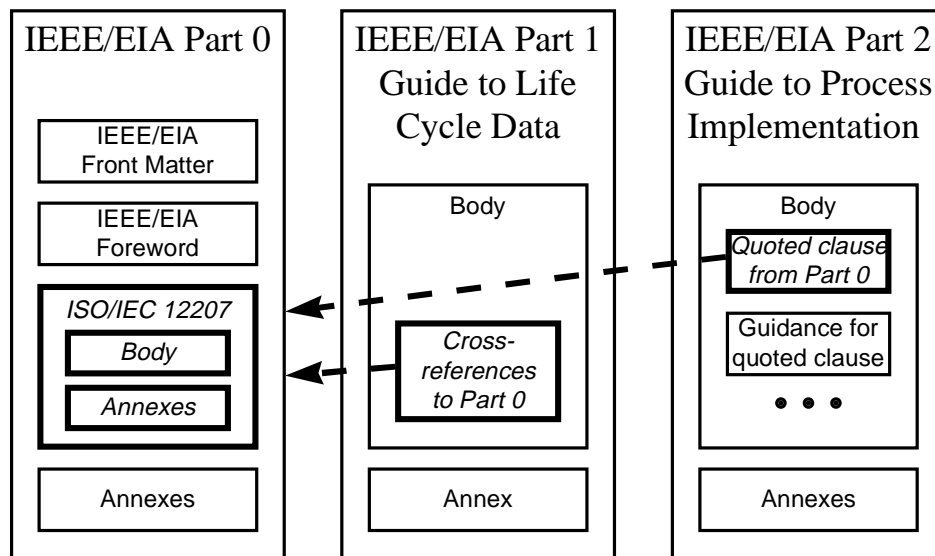 IEEE/EIA Part 0
IEEE/EIA
Front Matter
IEEE/EIA
Foreword
ISO/IEC 12207
Body
Annexes
Annexes
IEEE/EIA Part 1
Guide to Life
Cycle Data
Body
Cross-
references
to Part 0
Annex
IEEE/EIA Part 2
Guide to Process
Implementation
Body
Quoted clause
from Part 0
Guidance for
quoted clause
Annexes